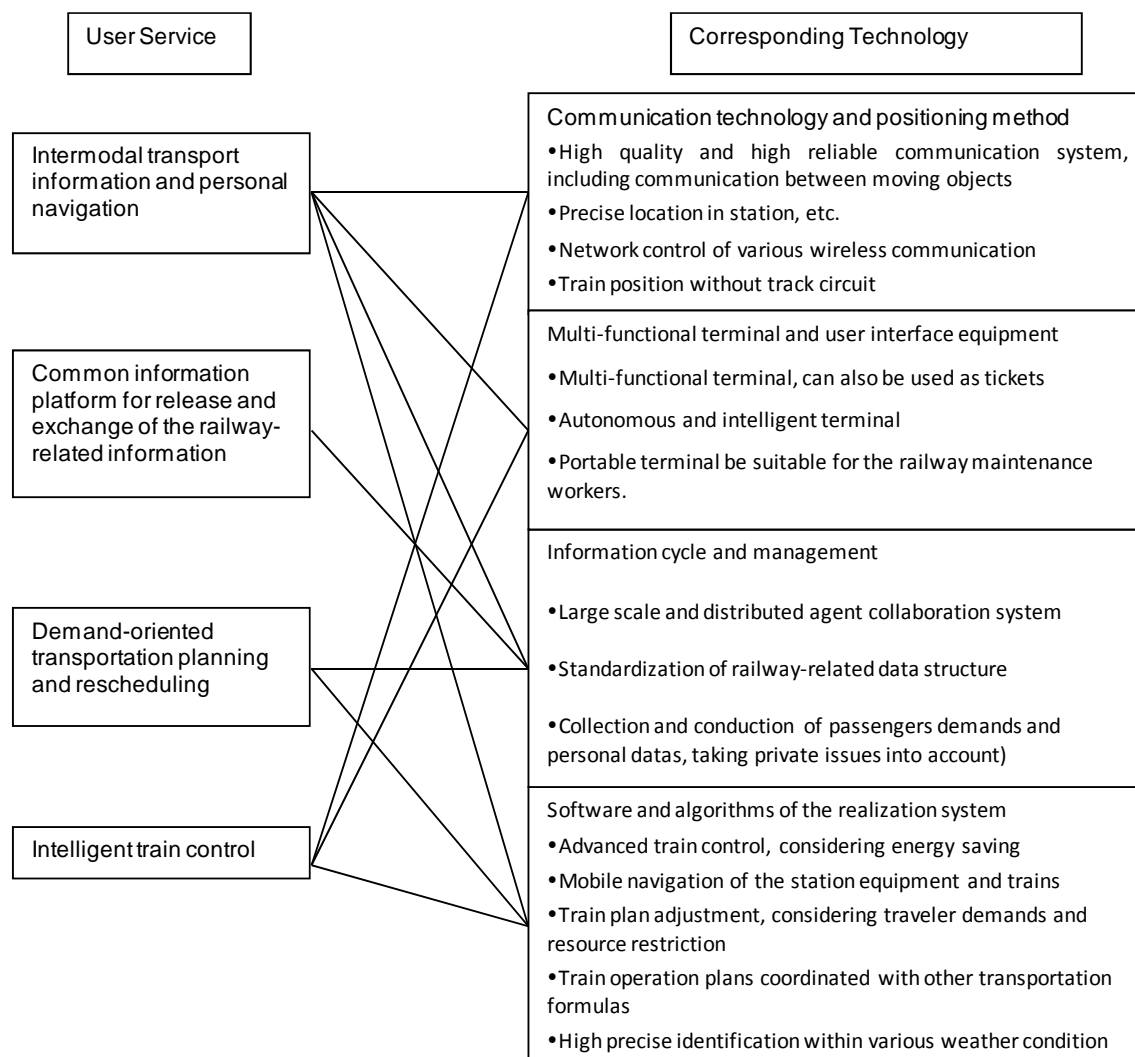 User Service
Corresponding Technology
Intermodal transport
information and personal
navigation
Common information
platform for release and
exchange of the railway-
related information
Demand-oriented
transportation planning
and rescheduling
Intelligent train control
Communication technology and positioning method
•High quality and high reliable communication system,
including communication between moving objects
•Precise location in station, etc.
•Network control of various wireless communication
•Train position without track circuit
Multi-functional terminal and user interface equipment
•Multi-functional terminal, can also be used as tickets
•Autonomous and intelligent terminal
•Portable terminal be suitable for the railway maintenance
workers.
Information cycle and management
•Large scale and distributed agent collaboration system
•Standardization of railway-related data structure
•Collection and conduction of passengers demands and
personal datas, taking private issues into account)
Software and algorithms of the realization system
•Advanced train control, considering energy saving
•Mobile navigation of the station equipment and trains
•Train plan adjustment, considering traveler demands and
resource restriction
•Train operation plans coordinated with other transportation
formulas
•High precise identification within various weather condition